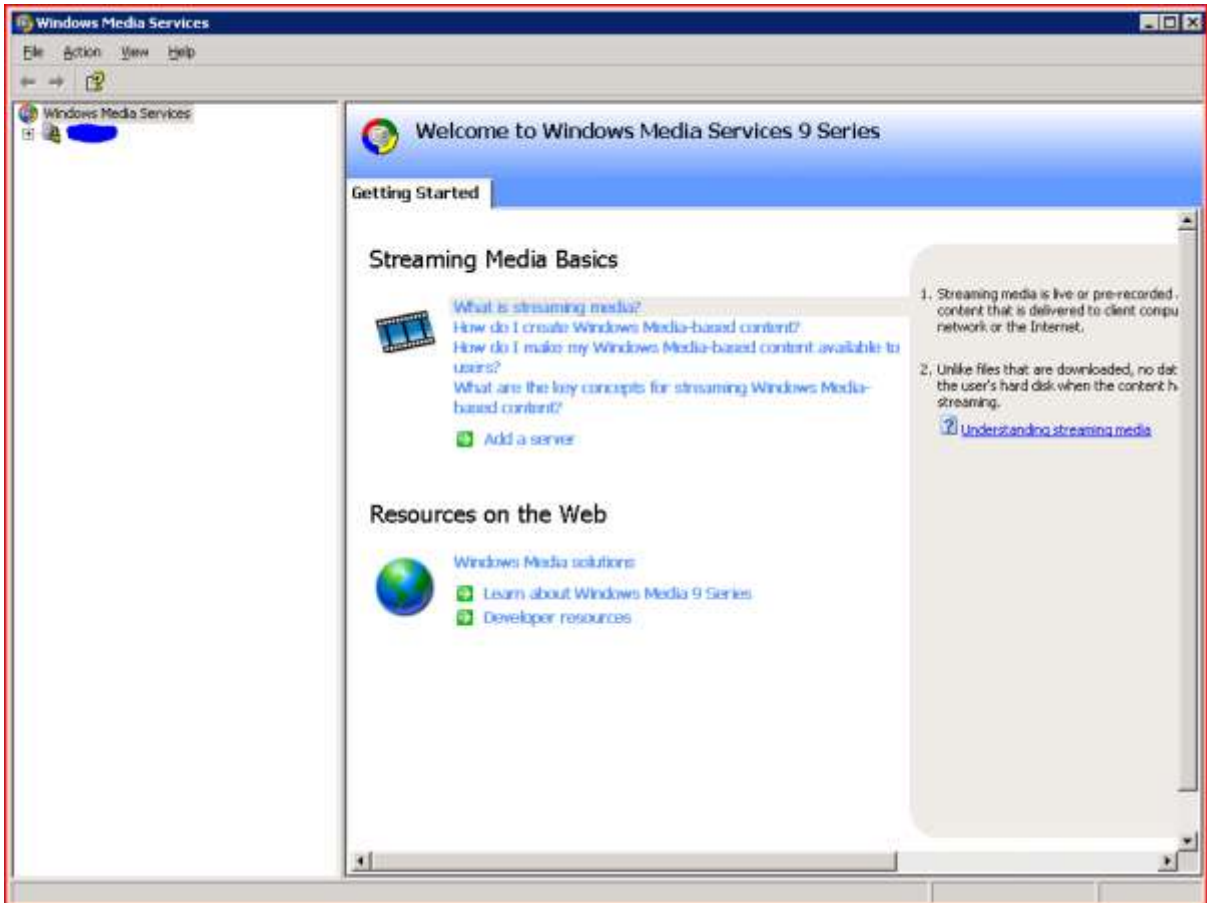 Windows Media Services
File Action View Help
Windows Media Services
Welcome to Windows Media Services 9 Series
Getting Started
Streaming Media Basics
What is streaming media?
How do I create Windows Media-based content?
How do I make my Windows Media-based content available to
users?
What are the key concepts for streaming Windows Media-
based content?
Add a server
Resources on the Web
Windows Media solutions
Learn about Windows Media 9 Series
Developer resources
1. Streaming media is live or pre-recorded
content that is delivered to client compu
network or the Internet.
2. Unlike files that are downloaded, no dat
the user's hard disk when the content h
streaming.
Understanding streaming media